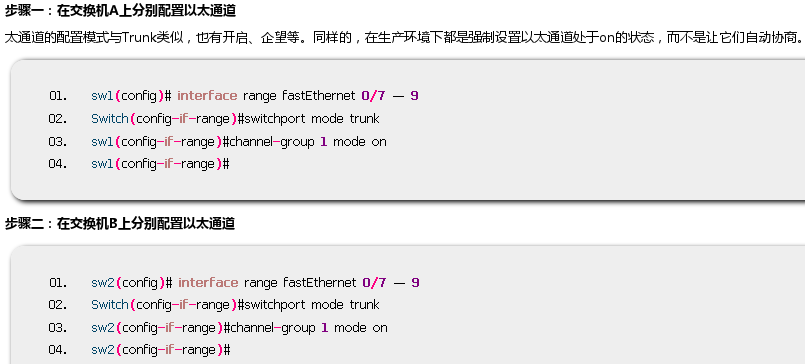 步骤一：在交换机A上分别配置以太通道
太通道的配置模式与Trunk类似，也有开启、企望等。同样的，在生产环境下都是强制设置以太通道处于on的状态，而不是让它们自动协商。
01. sw1(config)# interface range fastEthernet 0/7 – 9
02. Switch(config-if-range)#switchport mode trunk
03. sw1(config-if-range)#channel-group 1 mode on
04. sw1(config-if-range)#
步骤二：在交换机B上分别配置以太通道
01. sw2(config)# interface range fastEthernet 0/7 – 9
02. Switch(config-if-range)#switchport mode trunk
03. sw2(config-if-range)#channel-group 1 mode on
04. sw2(config-if-range)#